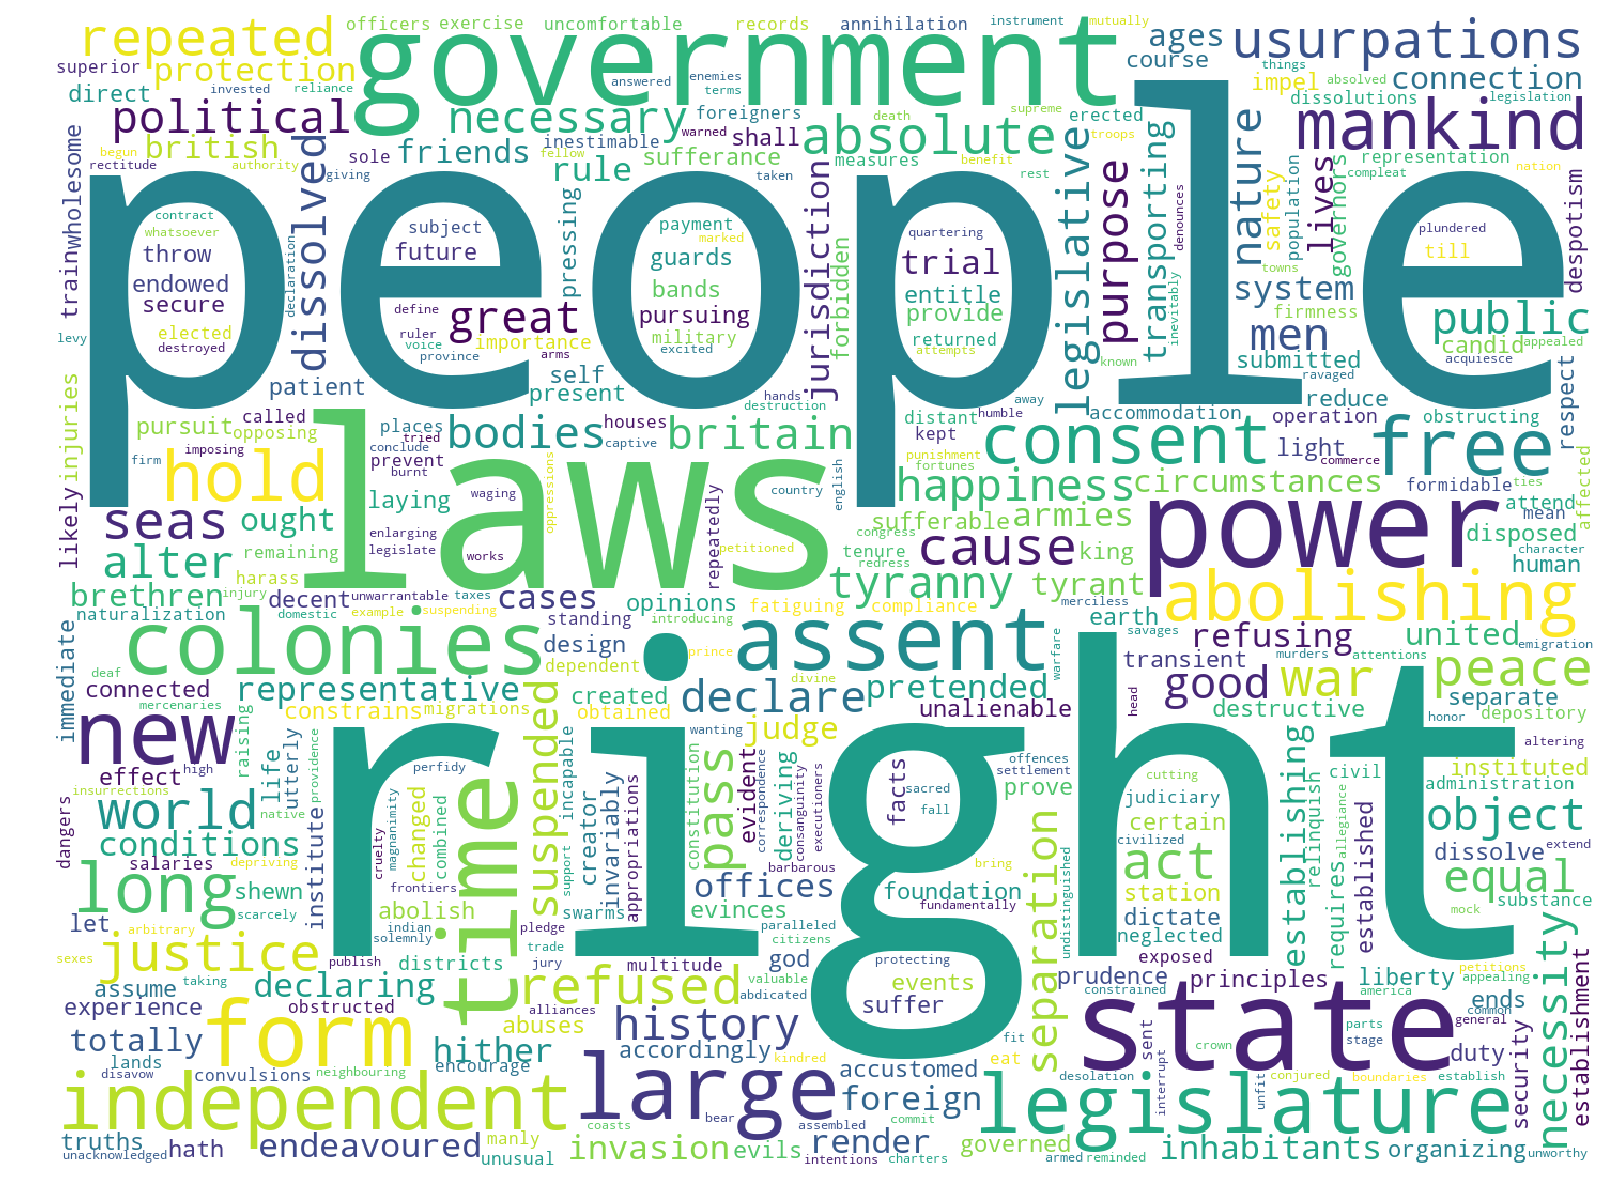 officers exercise uncomfortable records annihilation instrument mutually
repeated government ages usurpations
superior protection course things
direct invested reliance answered enemies terms impel absolved connection
political necessary foreigners death supreme erected dissolutions legislation
inestimable warned shall absolute troops mankind
begun british friends fellow sufferance measures benefit representation
rectitude authority sole giving rule taken rest compleat nation
trainwholesome
dissolved
people
pressing
jurisdiction
forbidden
legislative
purpose
transporting
denounces
inevitably
nature
safety
population
lives
governors
despotism
contract
whatsoever
throw
endowed
secure
elected
destroyed
declaration
subject
future
payment
marked
guards
bands
pursuing
military
excited
quartering
trial
entitle
provide
returned
attempts
plundered
till
levy
define
great
ruler
voice
importance
province
arms
known
towns
system
firmness
men
public
candid
appealed
submitted
acquiesce
ravaged
patient self present hands destruction away accommodation reduce respect
injuries
pursuit called places houses distant humble operation obstructing
opposing tried bodies captive britain kept consent light free
imposing conclude prevent burnt
firm
hold
laws
repeatedly
oppressions
country
english
punishment
fortunes
happiness
circumstances
commerce
formidable
ties
affected
likely
seas
ought
laying
waging
enlarging
legislate
works
petitioned
sufferable
congress
armies
power
attend
mean
disposed
alter
remaining
harass
injury
tenure
redress
cause
king
character
human
brethren decent unwarrantable taxes cases opinions fatiguing compliance tyranny tyrant merciless abolishing
naturalization domestic example suspending standing introducing earth
colonies
design
dependent
prince
divine
assent
warfare
savages
refusing
murders
united
attentions
emigration
immediate
deaf
connected
mercenaries
representative
created
declare
pretended
transient
good
war
peace
separate
new
constrains
migrations
suspended
obtained
wanting
judge
unalienable
head
destructive
honor
depository
altering
effect
high
raising
life
utterly
providence
insurrections
native
right
perfidy
time
incapable
invariably
constitution
pass
evident
correspondence
deriving
consanguinity
executioners
facts
sacred
fall
offences
settlement
prove
cutting
judiciary
certain
civilized
establishing
civil
relinquish
allegiance
requires
established
instituted
administration
object
dangers
world
conditions
salaries
depriving
institute
cruelty
magnanimity
changed
combined
frontiers
support
creator
appropriations
barbarous
offices
foundation
fundamentally
undistinguished
bring
act
station
dictate
neglected
dissolve
extend
equal
substance
mock
long
shewn
scarcely
let
arbitrary
abolish
indian
solemnly
swarms
pledge
evinces
paralleled
citizens
separation
sexes
justice
taking
publish
districts
trade
jury
multitude
god
valuable
protecting
events
suffer
exposed
prudence
constrained
principles
liberty
america
petitions
appealing
necessity
assume
experience
declaring
obstructed
refused
alliances
abdicated
state
ends
common
general
totally
form
abuses
history
fit
parts
stage
crown
sent
interrupt
security
duty
establishment
lands
disavow
convulsions
neighbouring
hither
encourage
accordingly
kindred
accustomed
eat
desolation
unfit
conjured
boundaries
establish
independent
large
bear
foreign
commit
legislature
truths
unacknowledged
hath
endeavoured
manly
unusual
coasts
invasion
evils
assembled
render
intentions
charters
governed
armed
reminded
inhabitants
organizing
unworthy